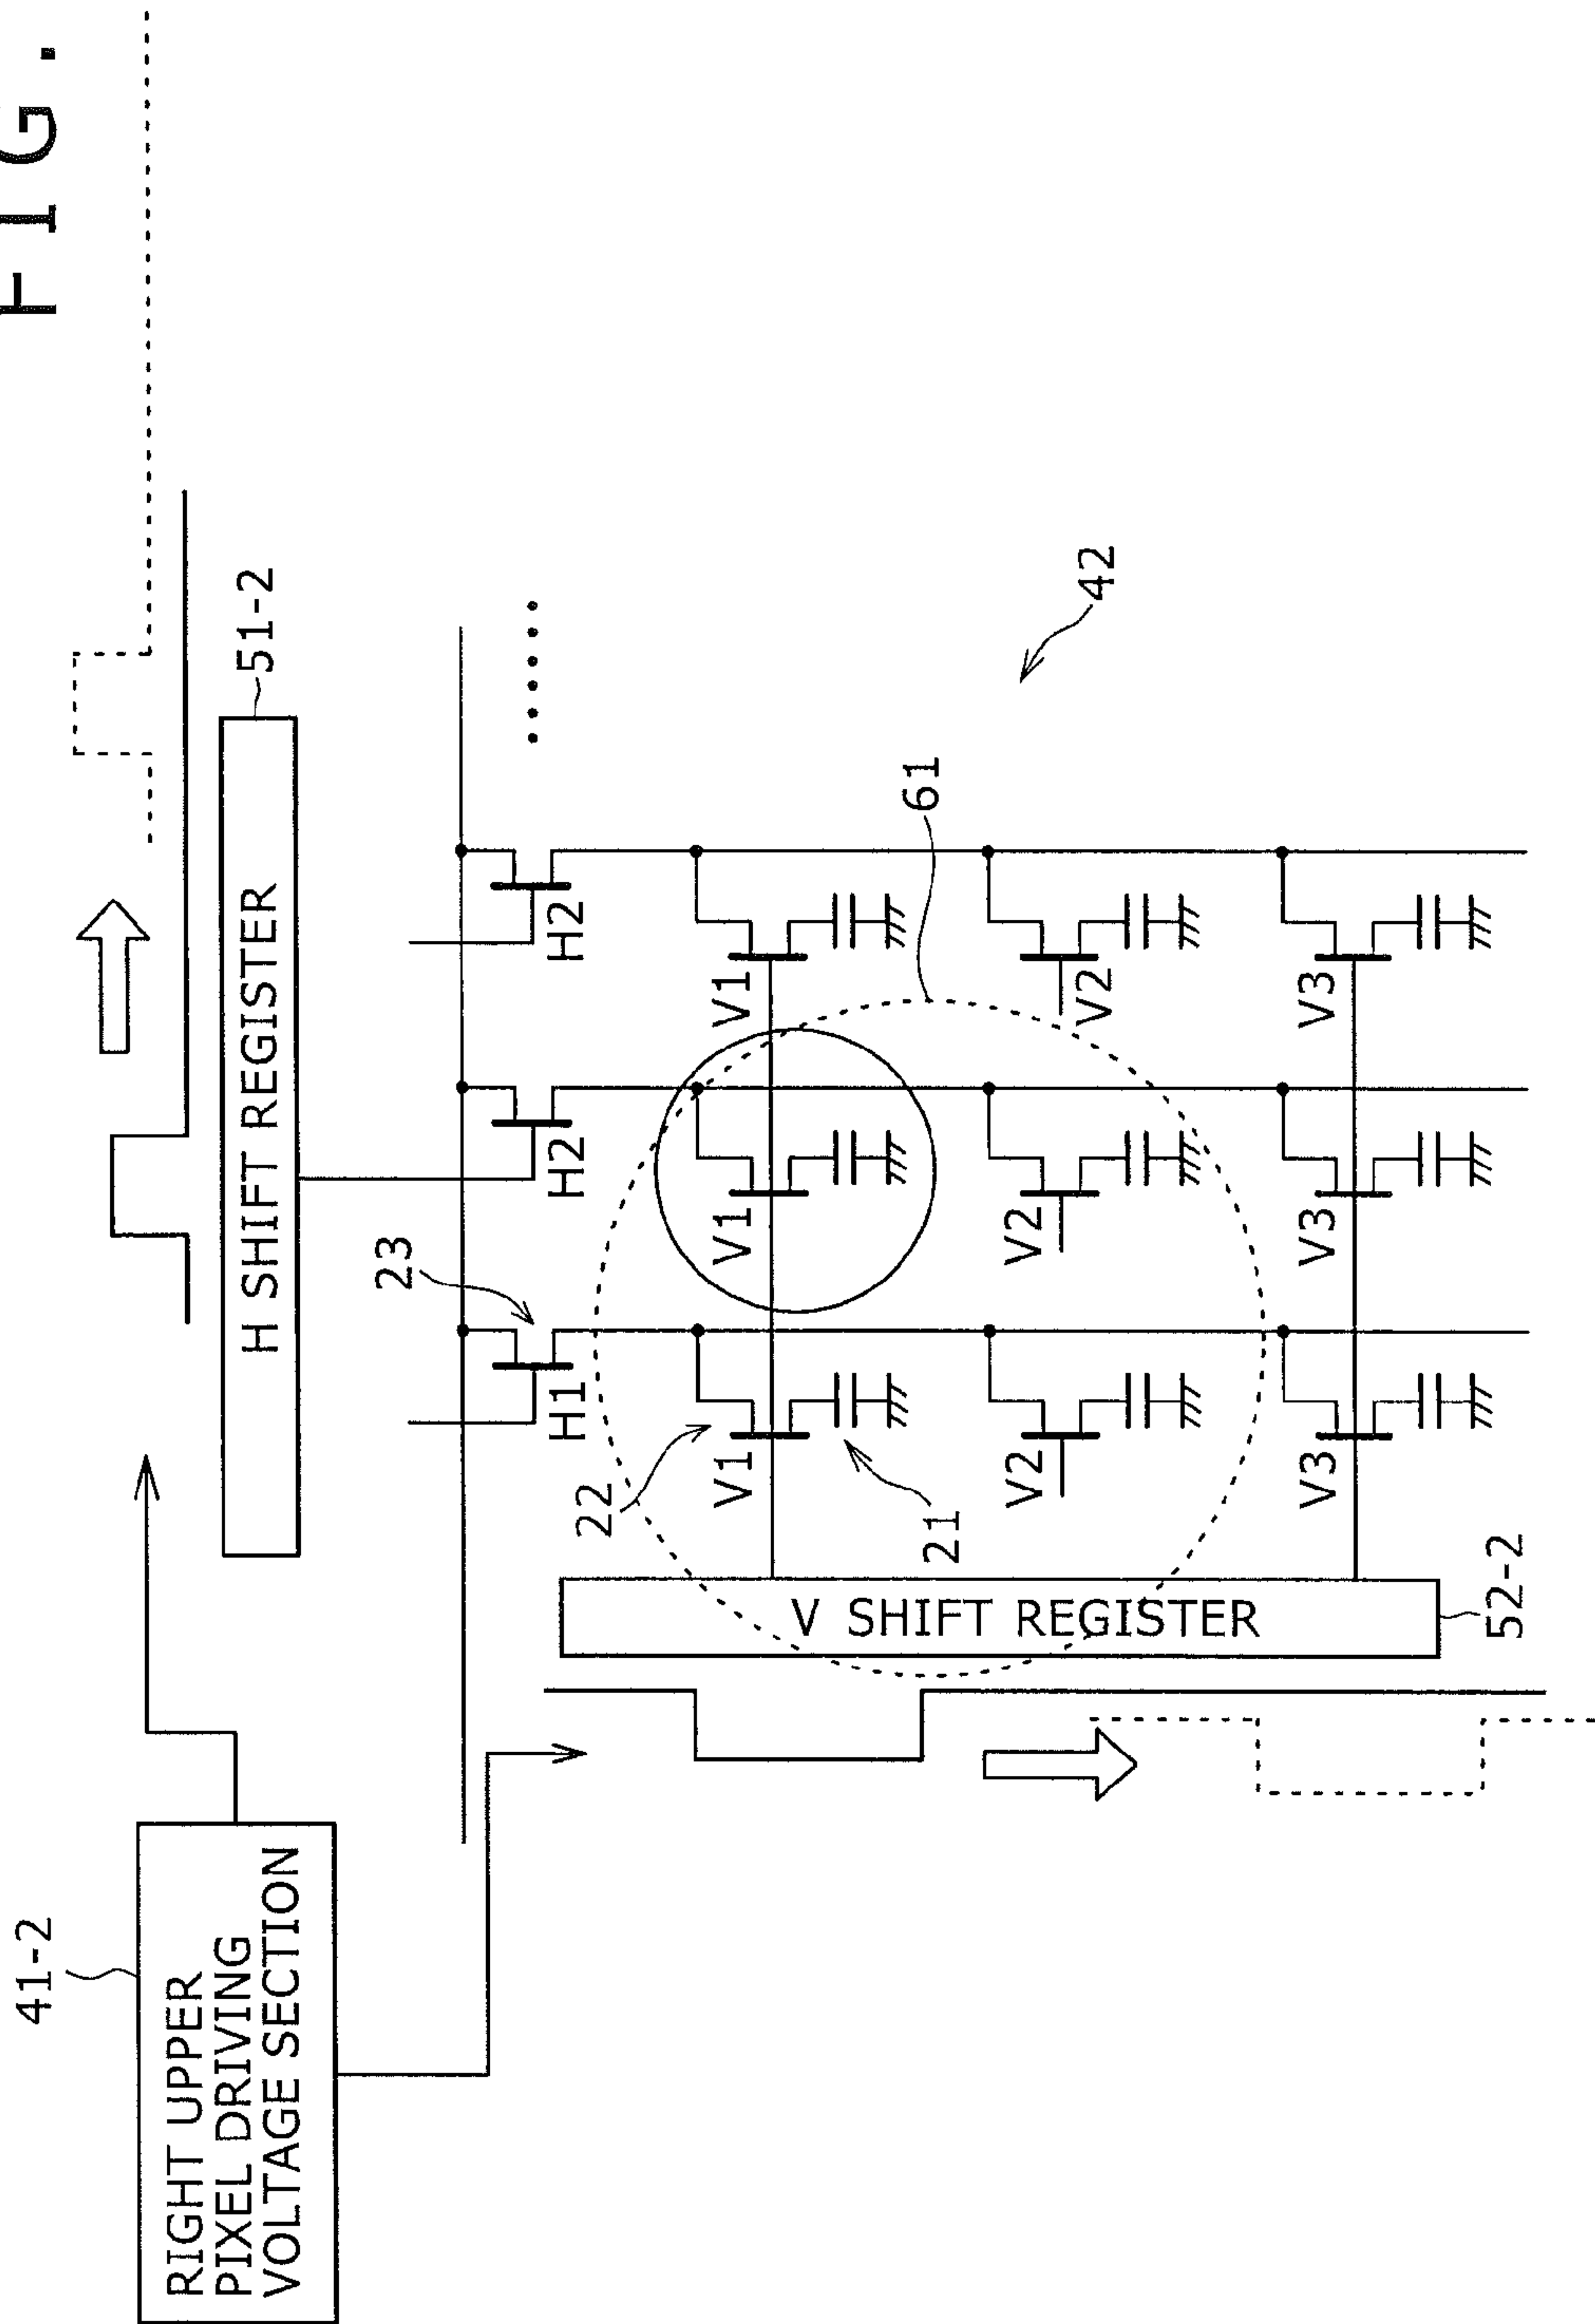 FIG.
41-2
RIGHT UPPER
PIXEL DRIVING
VOLTAGE SECTION
H SHIFT REGISTER
51-2
23
H1
H2
H2
22
V1
V1
V1
61
21
V SHIFT REGISTER
V2
V2
V2
42
V3
V3
V3
52-2